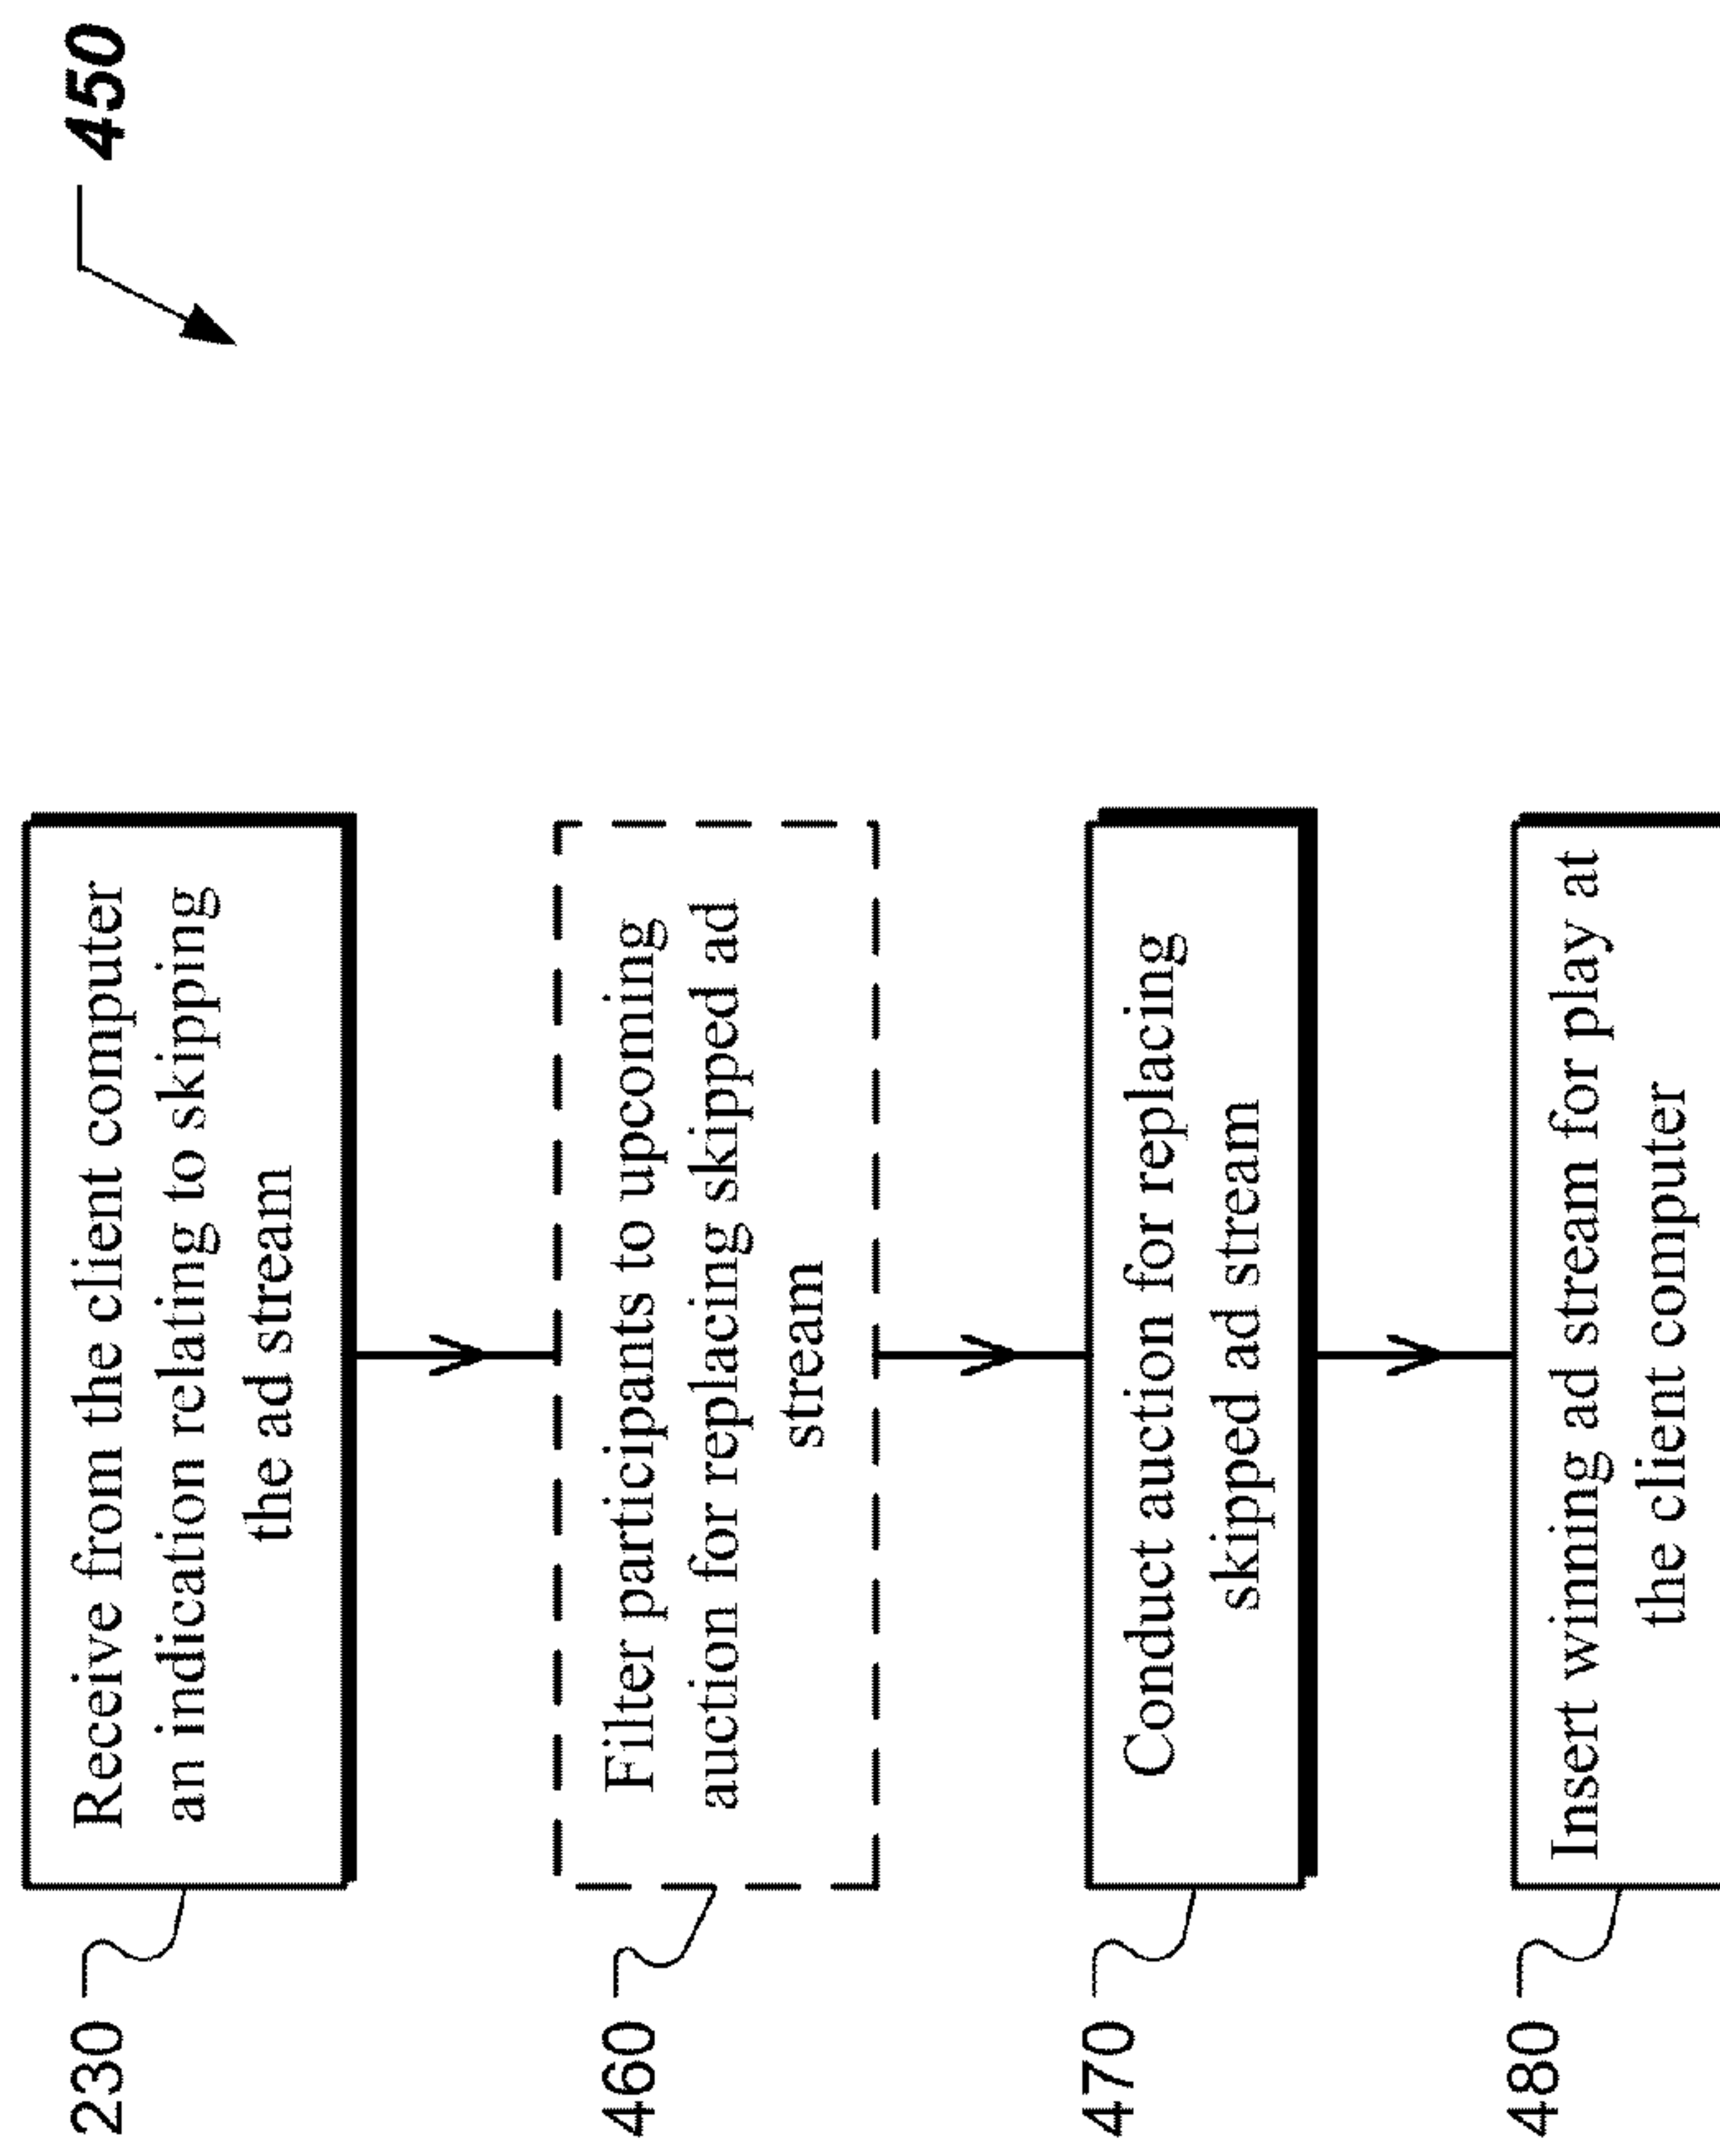 450
230
Receive from the client computer
an indication relating to skipping
the ad stream
460
Filter participants to upcoming
auction for replacing skipped ad
stream
470
Conduct auction for replacing
skipped ad stream
480
Insert winning ad stream for play at
the client computer